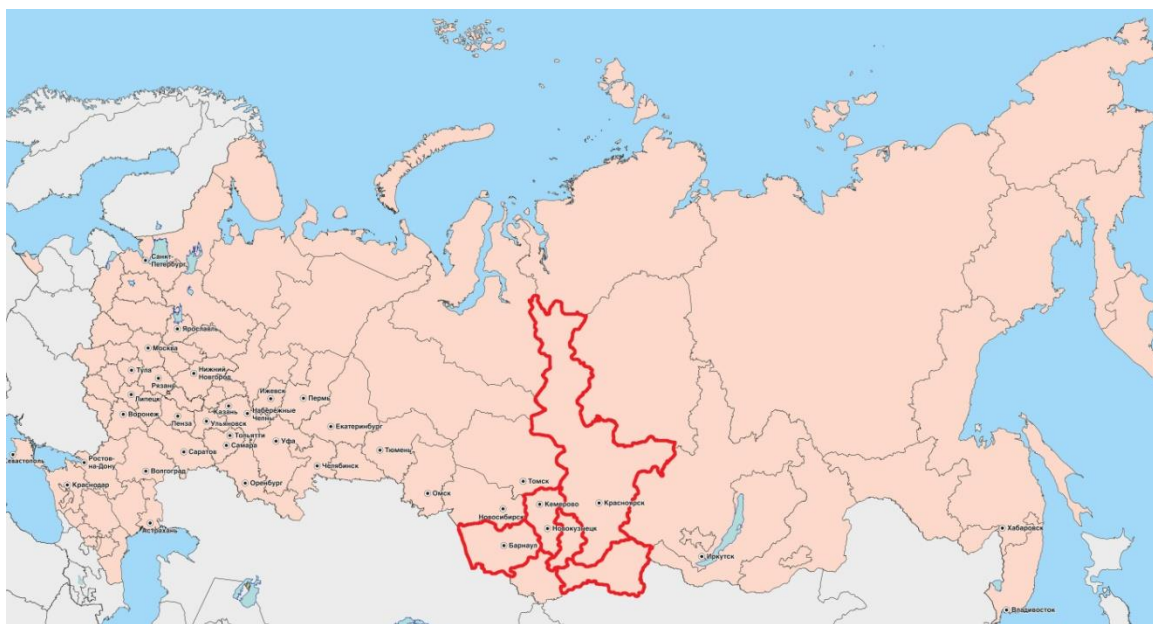 Санкт-
Петербург
Ярославль
Москва
Тула
Рязань
Нижний
Новгород
Липецк
Ижевск
Пермь
Воронеж
Казань
Набережные
Челны
Пенза
Ульяновск
Екатеринбург
Тольятти
Самара
Уфа
Саратов
Тюмень
Челябинск
Ростов-
на-Дону
Волгоград
Оренбург
Севастополь
Краснодар
Астрахань
Омск
Томск
Новосибирск
Кемерово
Красноярск
Новокузнецк
Барнаул
Иркутск
Хабаровск
Владивосток